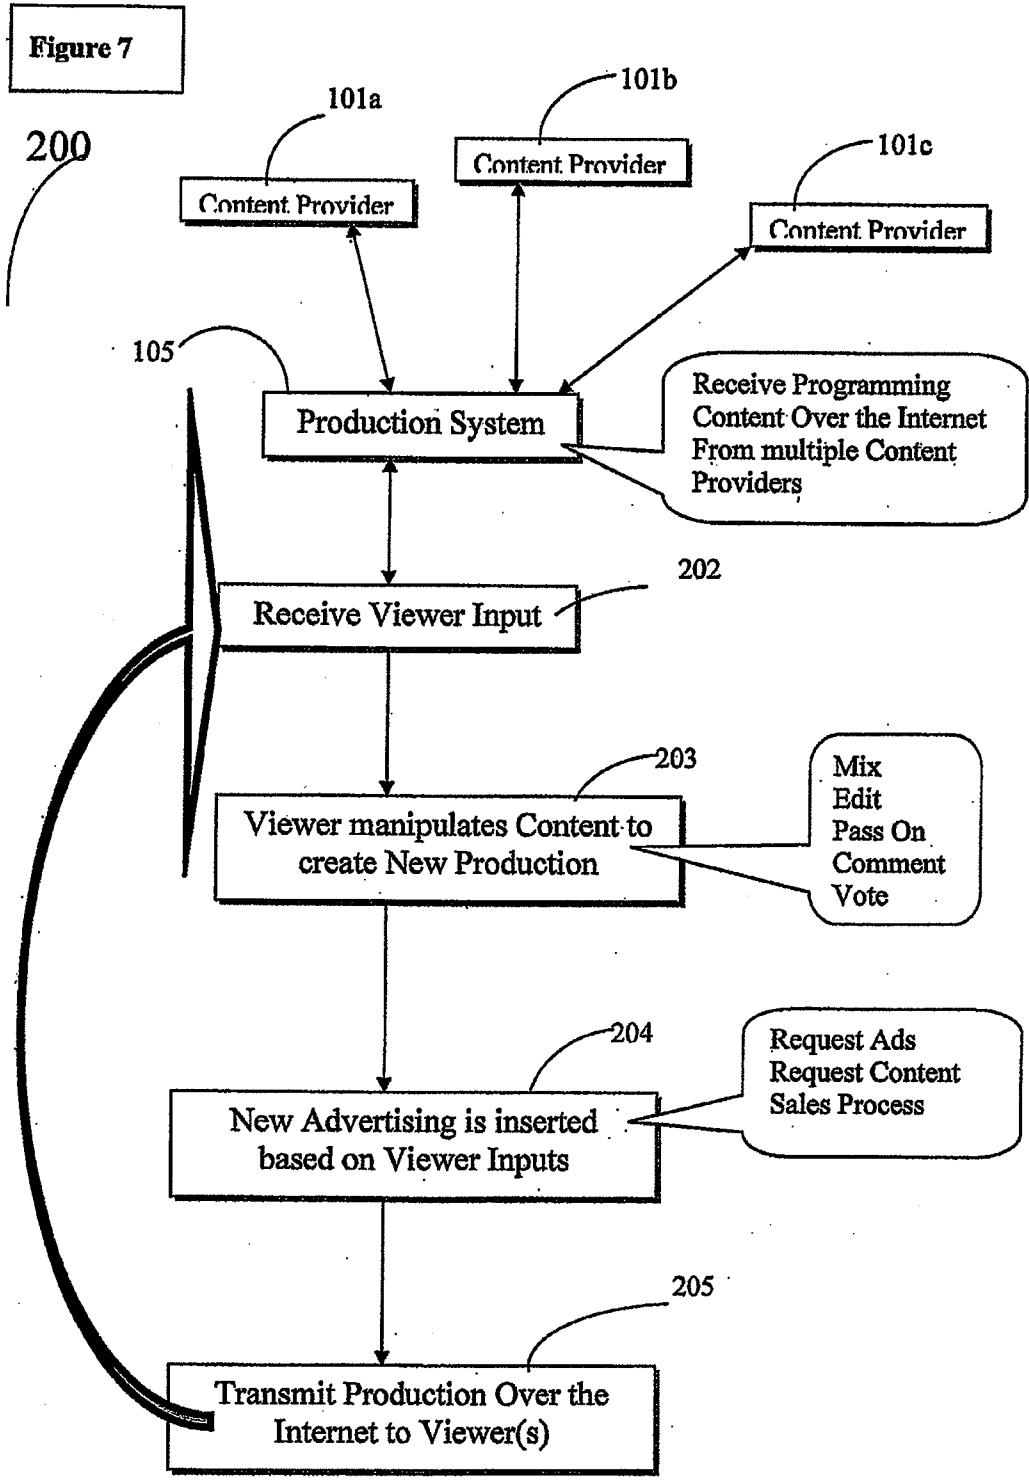 Figure 7
200
101a
101b
101c
Content Provider
Content Provider
Content Provider
105
Production System
Receive Programming
Content Over the Internet
From multiple Content
Providers
202
Receive Viewer Input
203
Viewer manipulates Content to
create New Production
Mix
Edit
Pass On
Comment
Vote
204
New Advertising is inserted
based on Viewer Inputs
Request Ads
Request Content
Sales Process
205
Transmit Production Over the
Internet to Viewer(s)